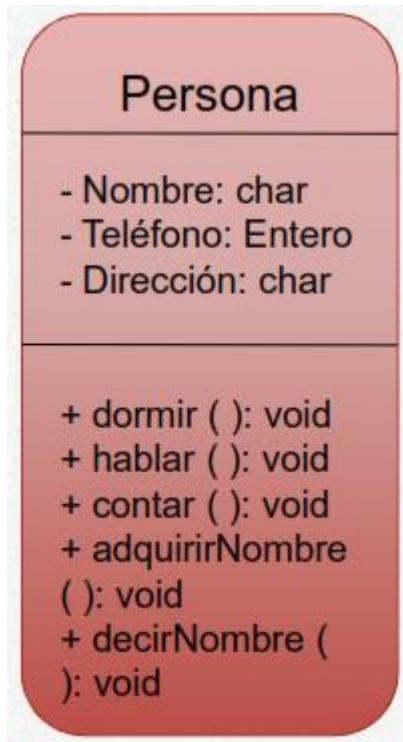 Persona
- Nombre: char
- Teléfono: Entero
- Dirección: char
+ dormir ( ): void
+ hablar ( ): void
+ contar ( ): void
+ adquirirNombre
( ): void
+ decirNombre (
): void